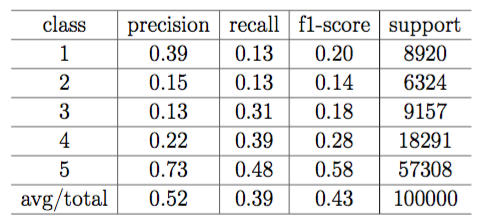 class precision recall f1-score support
1 0.39 0.13 0.20 8920
2 0.15 0.13 0.14 6324
3 0.13 0.31 0.18 9157
4 0.22 0.39 0.28 18291
5 0.73 0.48 0.58 57308
avg/total 0.52 0.39 0.43 100000